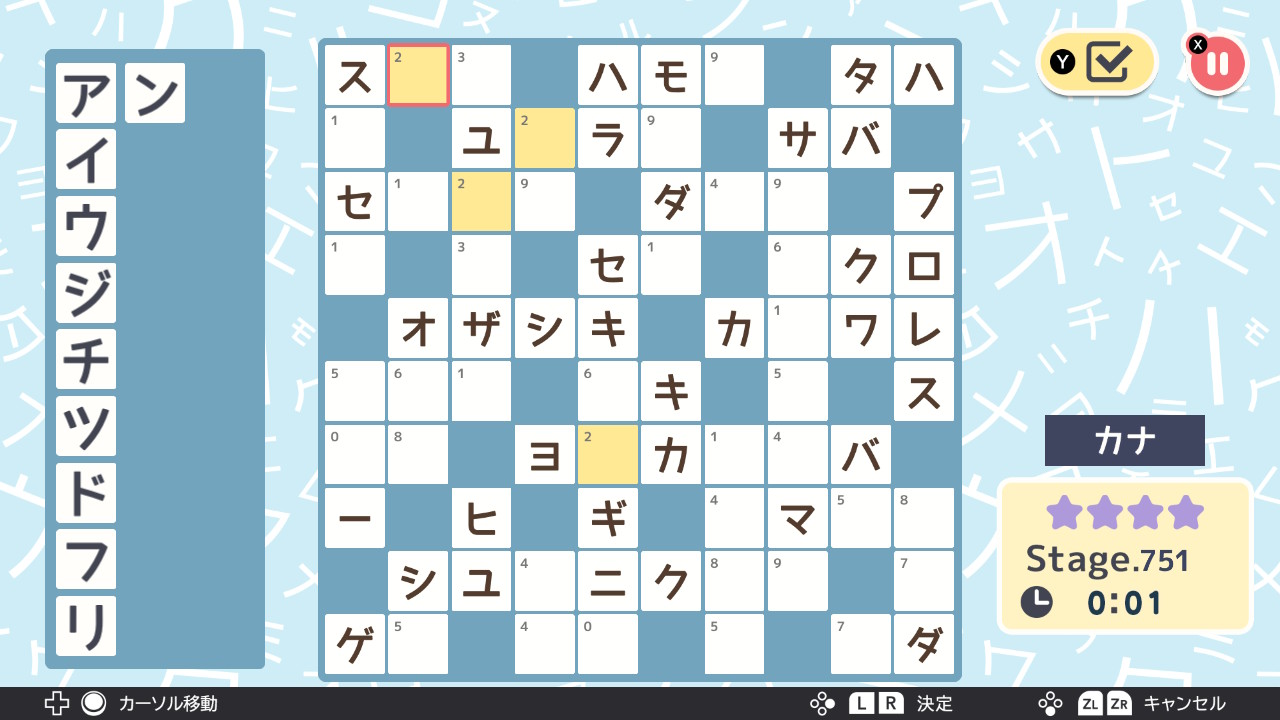 アン
イ
ウ
ジ
チ
ツ
ド
フ
リ
ス 2 3 ハ モ 9 タ ハ
1 ユ 2 ラ 9 サ バ
セ 1 2 9 ダ 4 9 プ
1 3 セ 1 6 ク ロ
オ ザ シ キ カ 1 ワ レ
5 6 1 6 キ 5 ス
0 8 ヨ 2 カ 1 4 バ
ー ヒ ギ 4 マ 5 8
シ ユ 4 ニ ク 8 9 7
ゲ 5 4 0 5 7 ダ
Y
X
カナ
Stage.751
0:01
カーソル移動
L R 決定
ZL ZR キャンセル